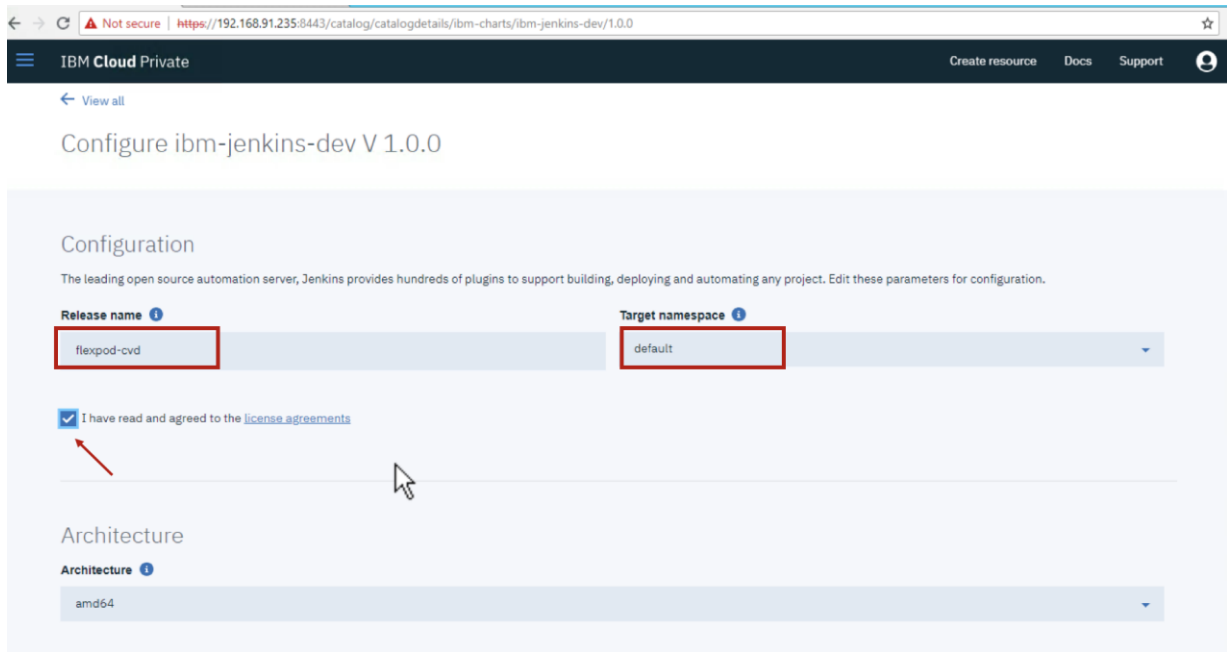 Not secure | https://192.168.91.235:8443/catalog/catalogdetails/ibm-charts/ibm-jenkins-dev/1.0.0
IBM Cloud Private
Create resource Docs Support
View all
Configure ibm-jenkins-dev V 1.0.0
Configuration
The leading open source automation server, Jenkins provides hundreds of plugins to support building, deploying and automating any project. Edit these parameters for configuration.
Release name
Target namespace
flexpod-cvd
default
I have read and agreed to the license agreements
Architecture
Architecture
amd64